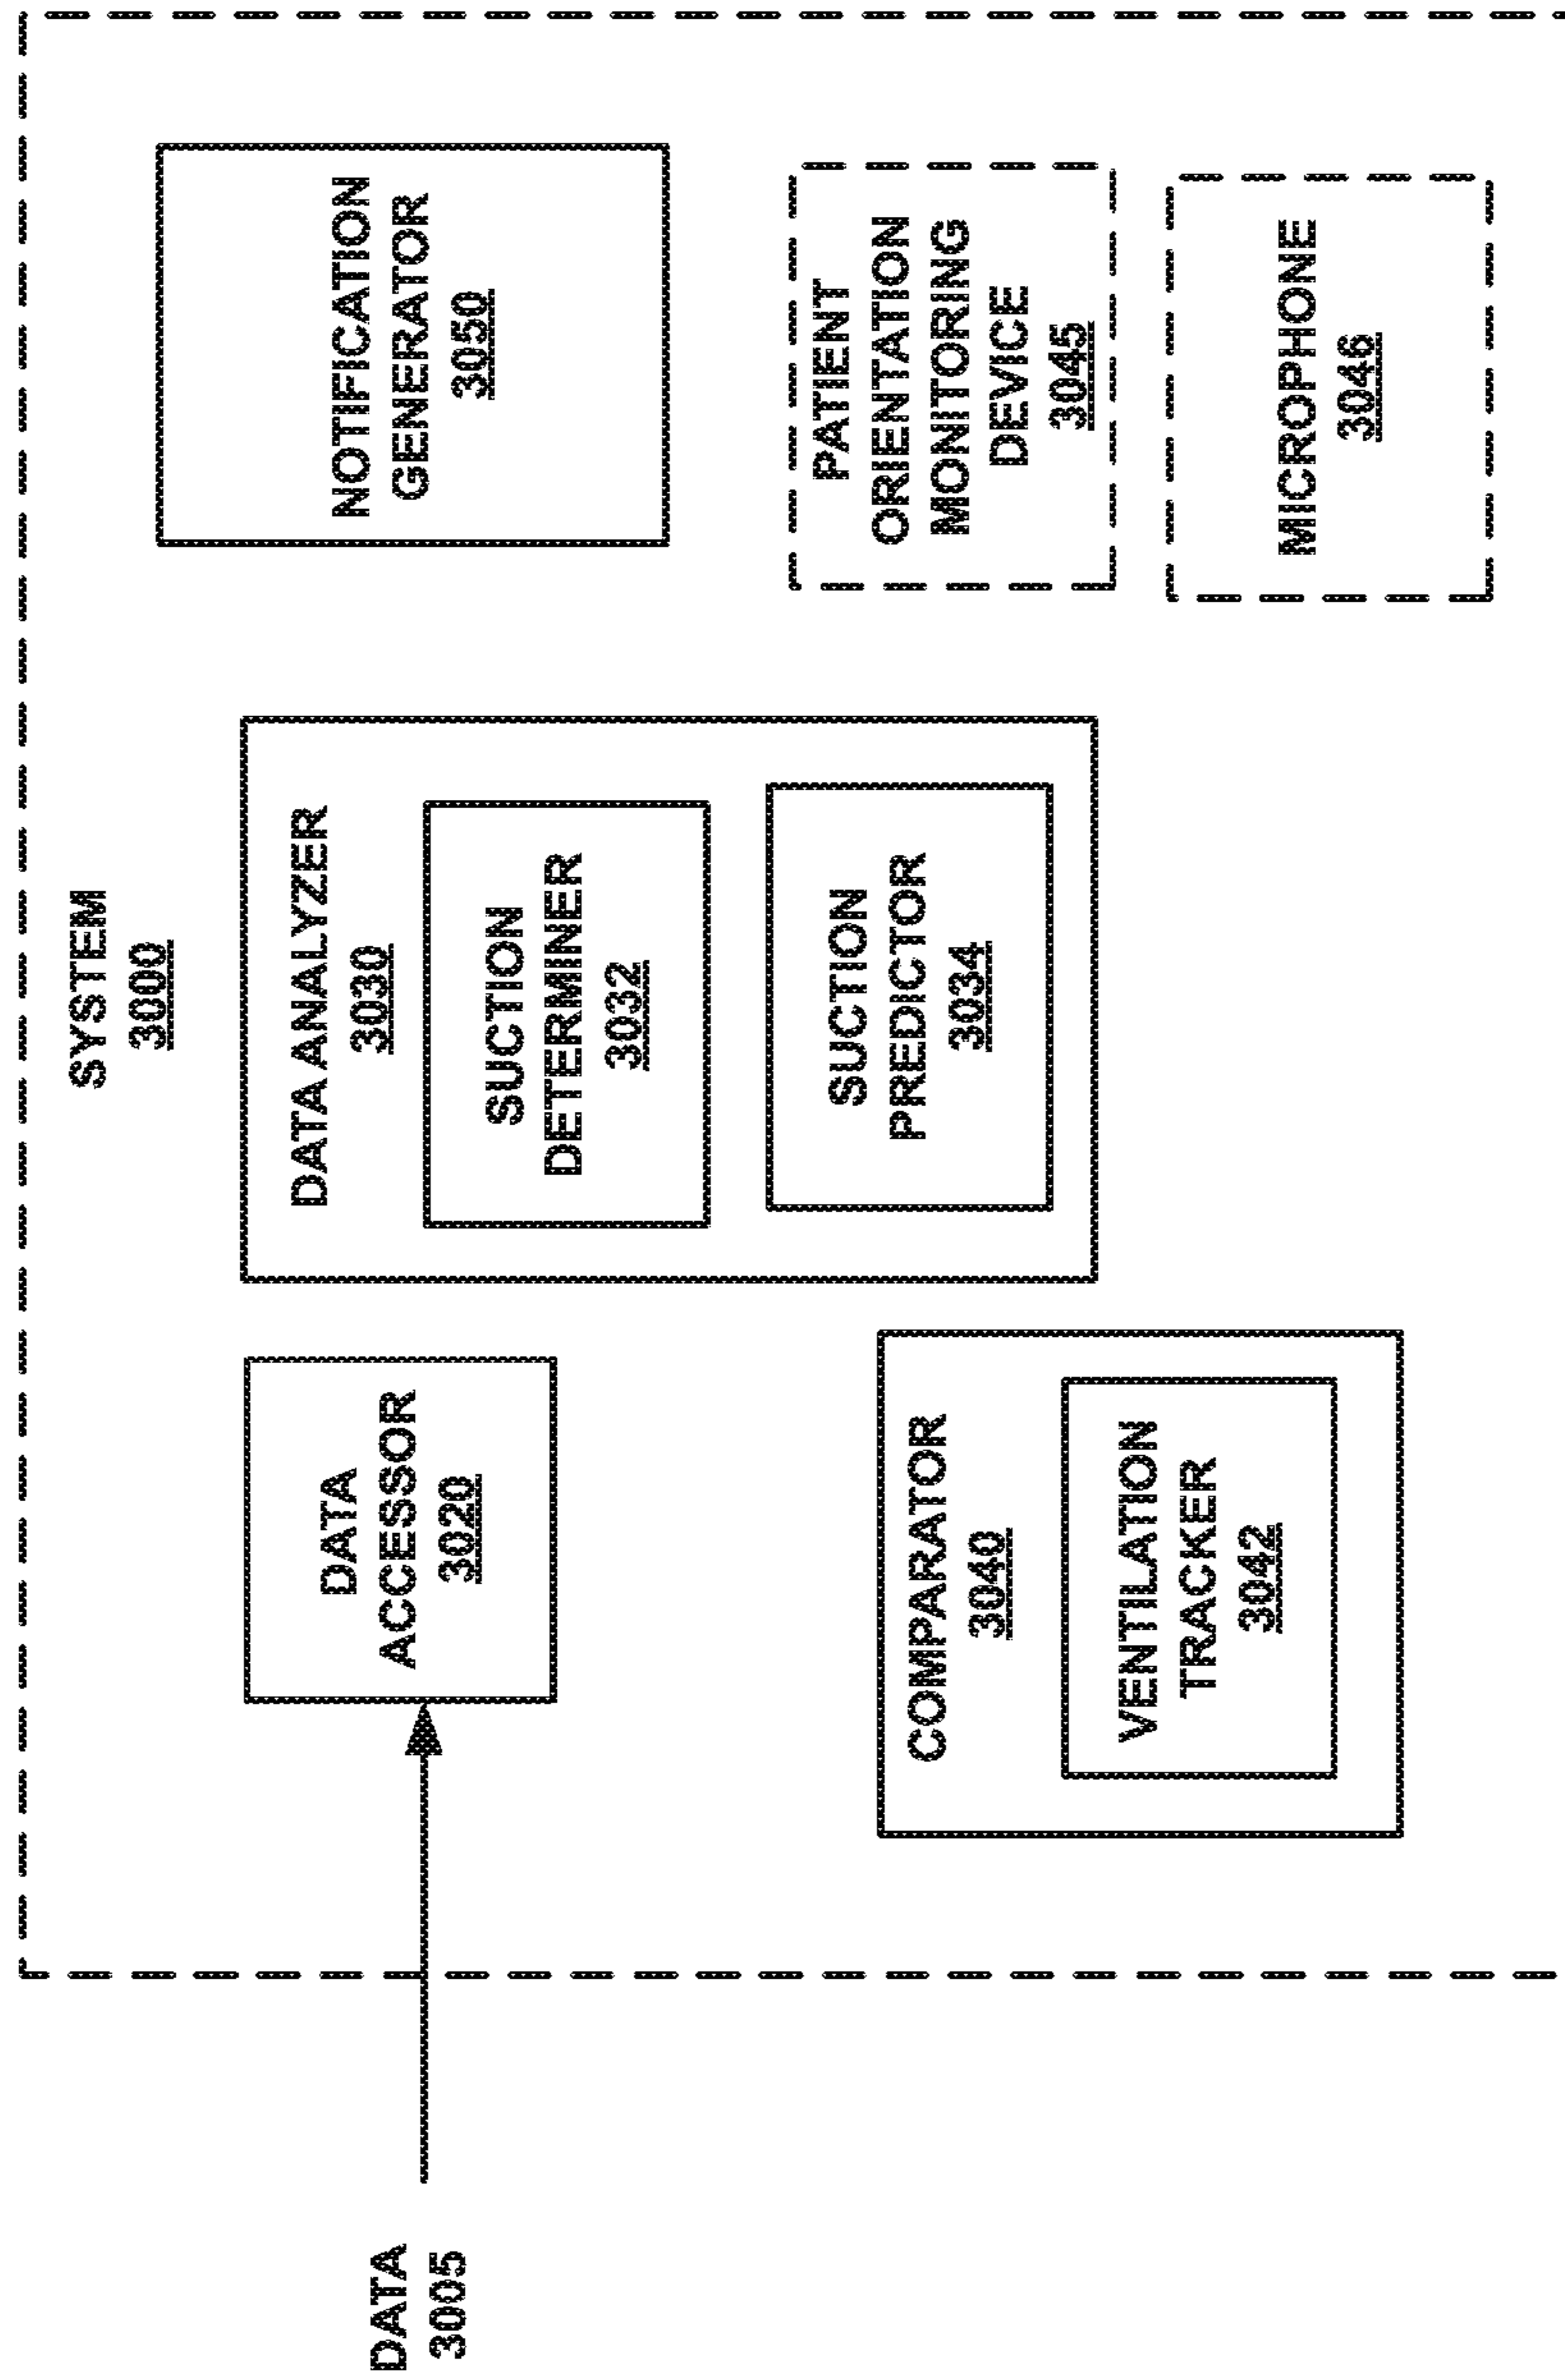 SYSTEM
3000
DATA
3005
DATA
ACCESSOR
3020
DATA ANALYZER
3030
SUCTION
DETERMINER
3032
SUCTION
PREDICTOR
3034
NOTIFICATION
GENERATOR
3050
COMPARATOR
3040
VENTILATION
TRACKER
3042
PATIENT
ORIENTATION
MONITORING
DEVICE
3045
MICROPHONE
3046